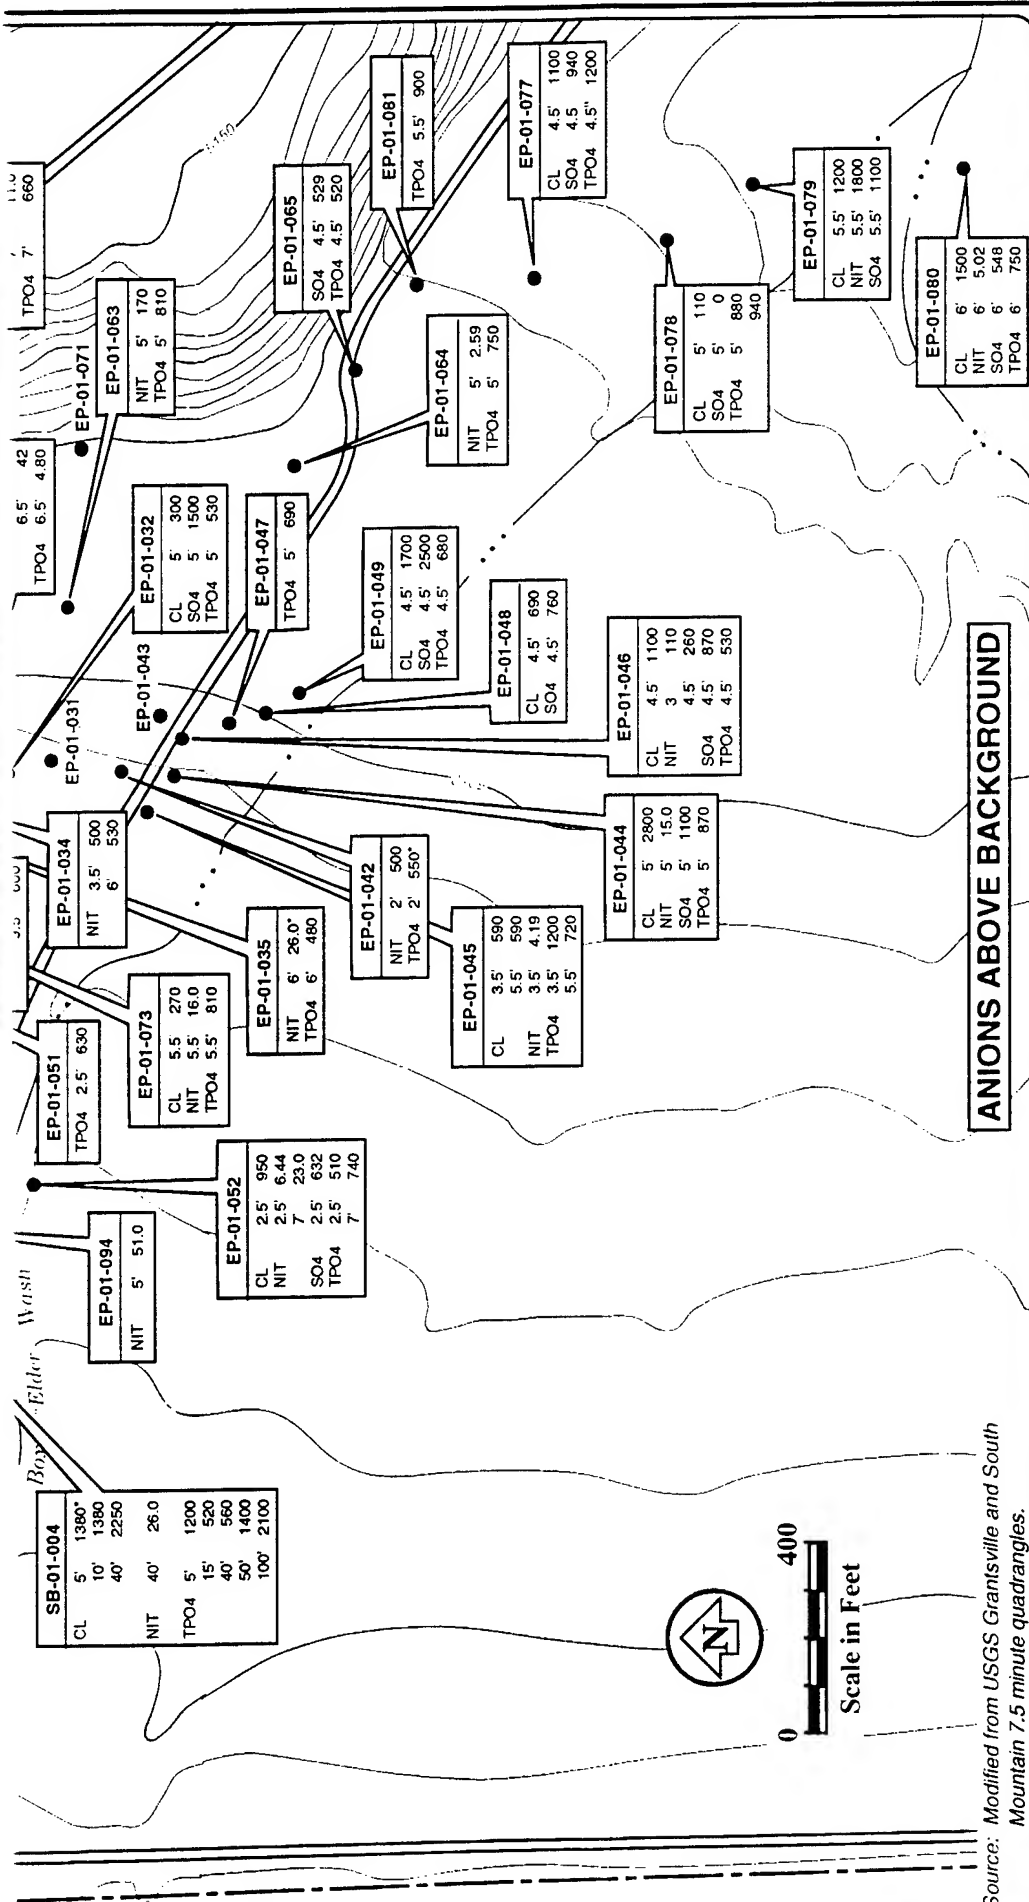 SB-01-004
CL 5' 1380*
10' 1380
40' 2250
NIT 40' 26.0
TPO4 5' 1200
15' 520
40' 560
50' 1400
100' 2100
Box Elder Wash
EP-01-094
NIT 5' 51.0
EP-01-051
TPO4 2.5' 630
EP-01-052
CL 2.5' 950
NIT 2.5' 6.44
7' 23.0
SO4 2.5' 632
TPO4 2.5' 510
7' 740
EP-01-073
CL 5.5 270
NIT 5.5 16.0
TPO4 5.5' 810
EP-01-034
NIT 3.5' 500
6' 530
EP-01-031
6.5' 42
TPO4 6.5' 4.80
TPO4 7' 660
EP-01-071
EP-01-063
NIT 5' 170
TPO4 5' 810
EP-01-032
CL 5 300
SO4 5 1500
TPO4 5 530
EP-01-043
EP-01-035
NIT 6' 26.0*
TPO4 6' 480
EP-01-047
TPO4 5' 690
EP-01-065
SO4 4.5' 529
TPO4 4.5' 520
EP-01-081
TPO4 5.5' 900
EP-01-042
NIT 2' 500
TPO4 2' 550*
EP-01-049
CL 4.5' 1700
SO4 4.5' 2500
TPO4 4.5' 680
EP-01-064
NIT 5' 2.59
TPO4 5' 750
EP-01-045
CL 3.5 590
5.5' 590
NIT 3.5' 4.19
TPO4 3.5' 1200
5.5' 720
EP-01-048
CL 4.5' 690
SO4 4.5' 760
EP-01-077
CL 4.5' 1100
SO4 4.5 940
TPO4 4.5" 1200
EP-01-044
CL 5' 2800
NIT 5' 15.0
SO4 5' 1100
TPO4 5' 870
EP-01-046
CL 4.5' 1100
NIT 3 110
4.5' 260
SO4 4.5' 870
TPO4 4.5' 530
EP-01-078
CL 5' 110
SO4 5' 0
TPO4 5' 880
940
EP-01-079
CL 5.5' 1200
NIT 5.5' 1800
SO4 5.5' 1100
EP-01-080
CL 6' 1500
NIT 6' 5.02
SO4 6' 548
TPO4 6' 750
N
0 400
Scale in Feet
Source: Modified from USGS Grantsville and South
Mountain 7.5 minute quadrangles.
ANIONS ABOVE BACKGROUND